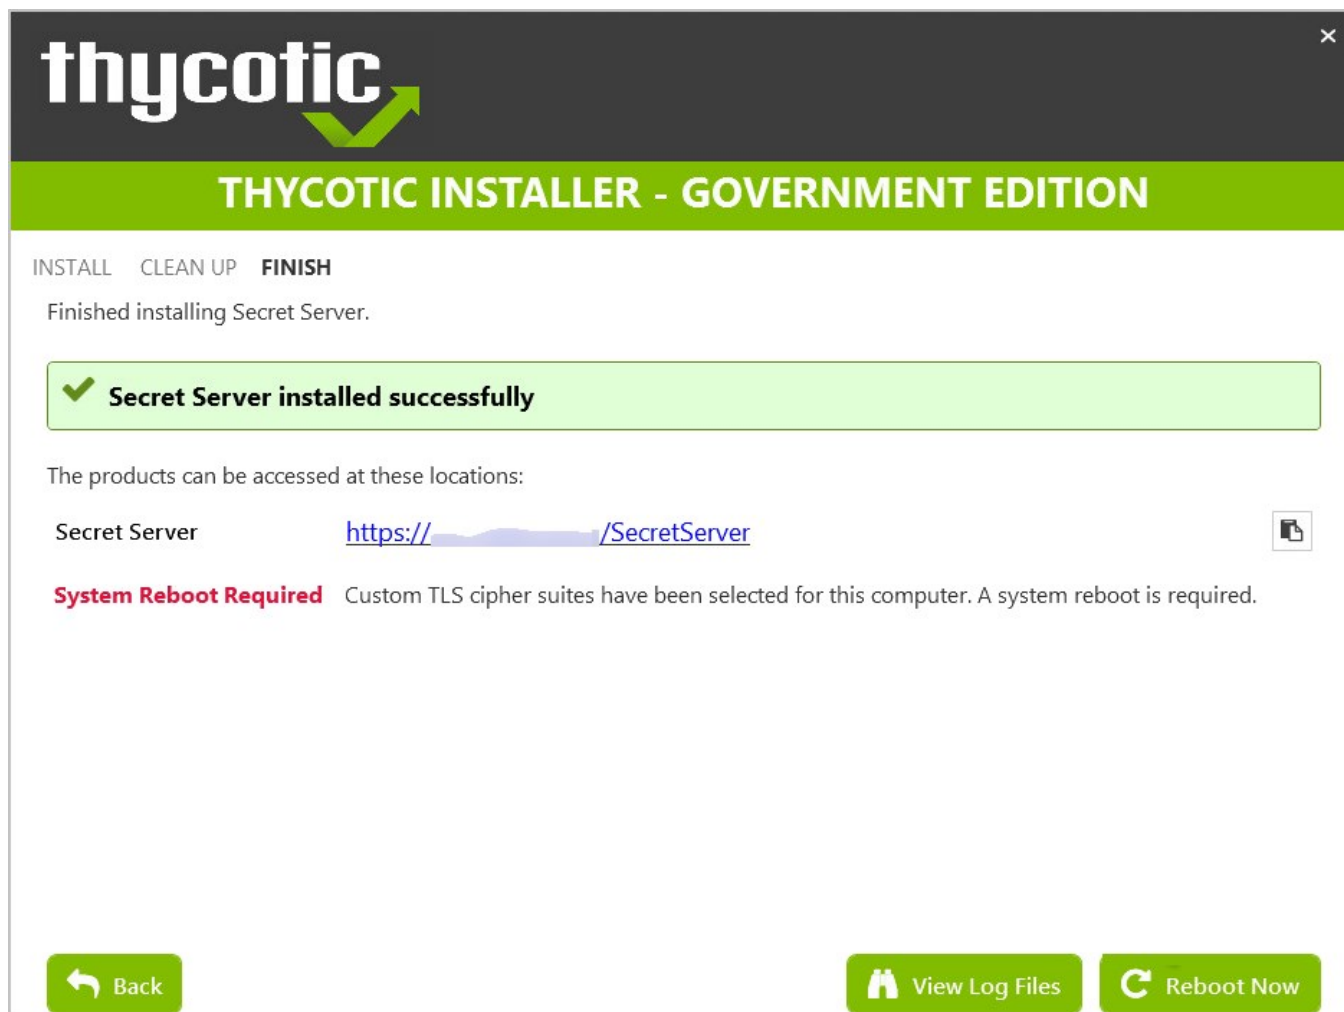 thycotic
THYCOTIC INSTALLER - GOVERNMENT EDITION
INSTALL CLEAN UP FINISH
Finished installing Secret Server.
Secret Server installed successfully
The products can be accessed at these locations:
Secret Server https:// /SecretServer
System Reboot Required Custom TLS cipher suites have been selected for this computer. A system reboot is required.
Back View Log Files Reboot Now